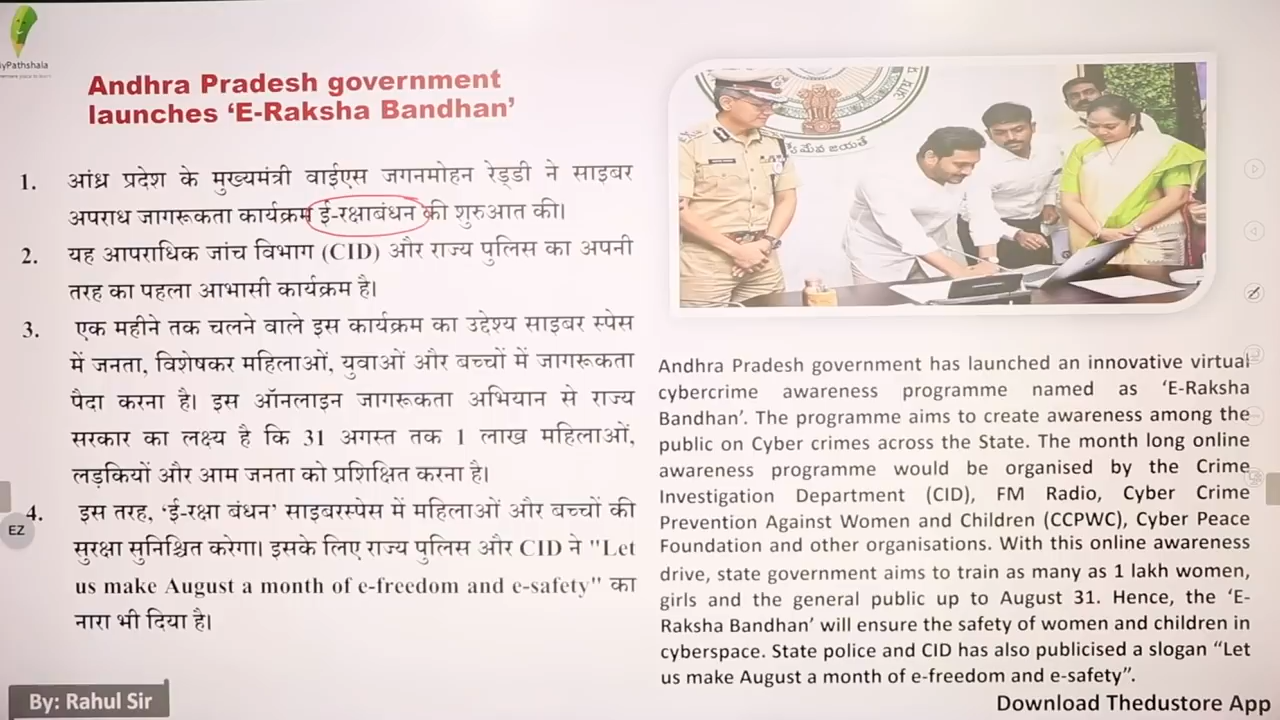 yPathshala
Andhra Pradesh government
launches ‘E-Raksha Bandhan’
1. आंध्र प्रदेश के मुख्यमंत्री वाईएस जगनमोहन रेड्डी ने साइबर
अपराध जागरूकता कार्यक्रम ई-रक्षाबंधन की शुरुआत की।
2. यह आपराधिक जांच विभाग (CID) और राज्य पुलिस का अपनी
तरह का पहला आभासी कार्यक्रम है।
3. एक महीने तक चलने वाले इस कार्यक्रम का उद्देश्य साइबर स्पेस
में जनता, विशेषकर महिलाओं, युवाओं और बच्चों में जागरूकता
पैदा करना है। इस ऑनलाइन जागरूकता अभियान से राज्य
सरकार का लक्ष्य है कि 31 अगस्त तक 1 लाख महिलाओं,
लड़कियों और आम जनता को प्रशिक्षित करना है।
4. इस तरह, ‘ई-रक्षा बंधन’ साइबरस्पेस में महिलाओं और बच्चों की
सुरक्षा सुनिश्चित करेगा। इसके लिए राज्य पुलिस और CID ने "Let
us make August a month of e-freedom and e-safety" का
नारा भी दिया है।
EZ
By: Rahul Sir
Andhra Pradesh government has launched an innovative virtual
cybercrime awareness programme named as ‘E-Raksha
Bandhan’. The programme aims to create awareness among the
public on Cyber crimes across the State. The month long online
awareness programme would be organised by the Crime
Investigation Department (CID), FM Radio, Cyber Crime
Prevention Against Women and Children (CCPWC), Cyber Peace
Foundation and other organisations. With this online awareness
drive, state government aims to train as many as 1 lakh women,
girls and the general public up to August 31. Hence, the ‘E-
Raksha Bandhan’ will ensure the safety of women and children in
cyberspace. State police and CID has also publicised a slogan “Let
us make August a month of e-freedom and e-safety”.
Download Thedustore App